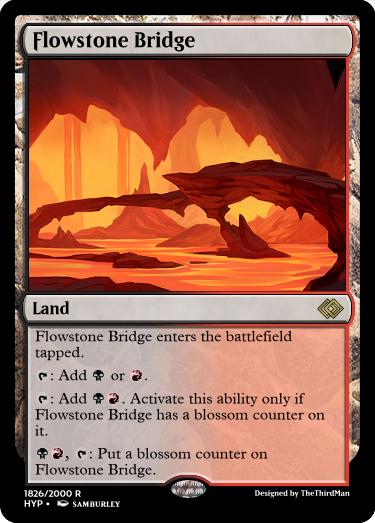 Flowstone Bridge
Land
Flowstone Bridge enters the battlefield
tapped.
: Add or .
: Add . Activate this ability only if
Flowstone Bridge has a blossom counter on
it.
, : Put a blossom counter on
Flowstone Bridge.
1826/2000 R
HYP • SAMBURLEY
Designed by TheThirdMan